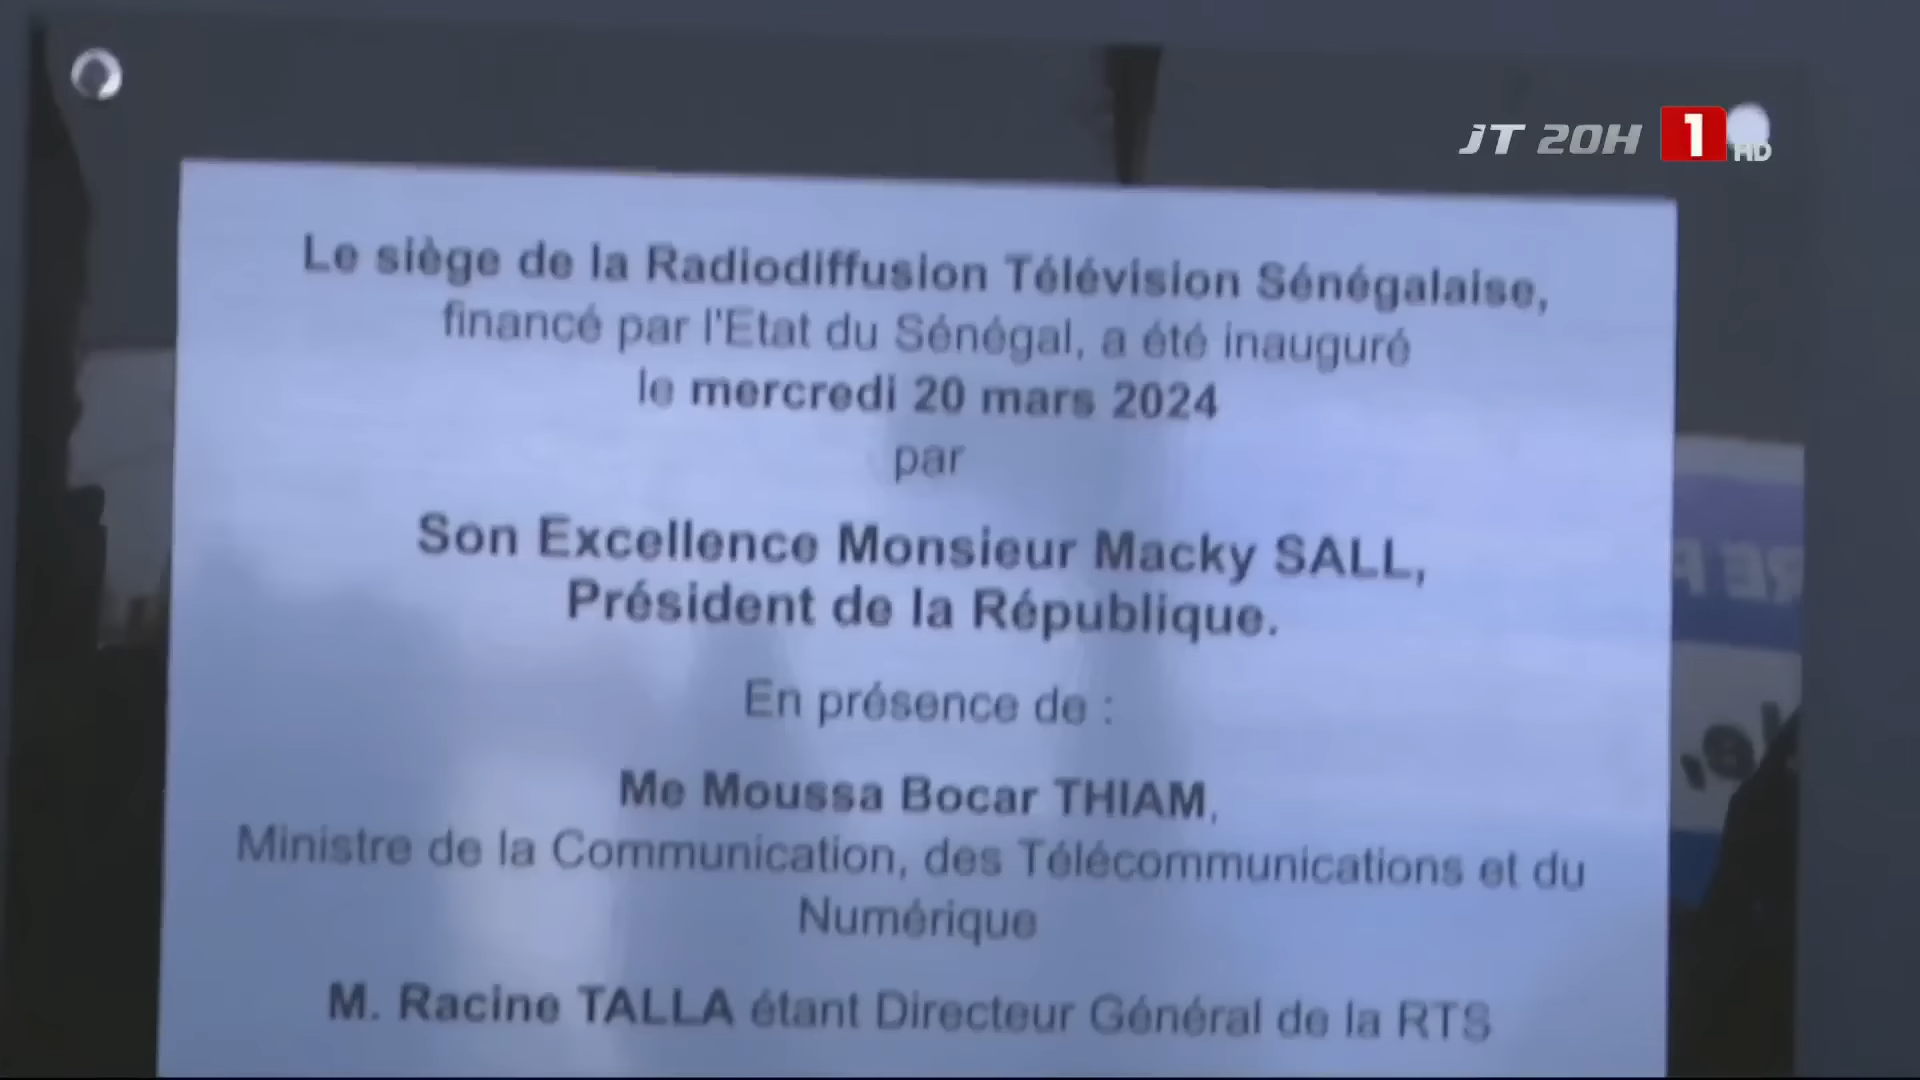 JT 20H 1
HD
Le siège de la Radiodiffusion Télévision Sénégalaise,
financé par l'Etat du Sénégal, a été inauguré
le mercredi 20 mars 2024
par
Son Excellence Monsieur Macky SALL,
Président de la République.
En présence de :
Me Moussa Bocar THIAM,
Ministre de la Communication, des Télécommunications et du
Numérique
M. Racine TALLA étant Directeur Général de la RTS